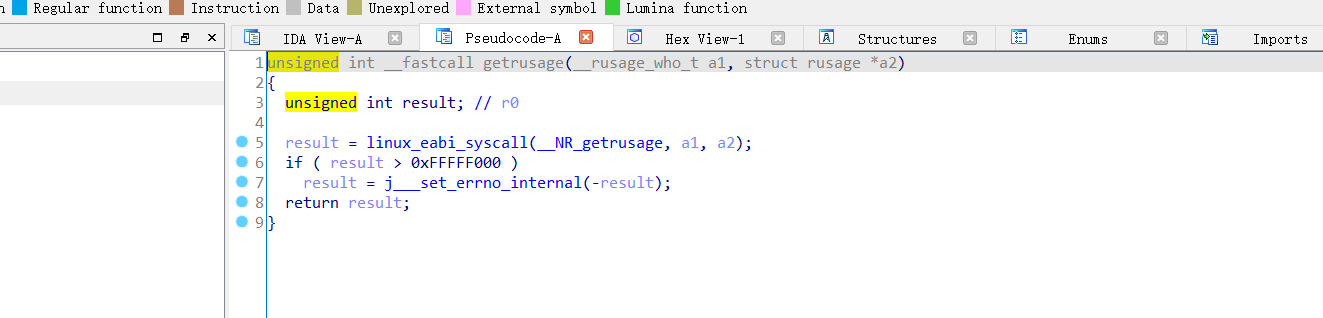 n Regular function Instruction Data Unexplored External symbol Lumina function
IDA View-A Pseudocode-A Hex View-1 Structures Enums Imports
1 unsigned int __fastcall getrusage(__rusage_who_t a1, struct rusage *a2)
2 {
3 unsigned int result; // r0
4
5 result = linux_eabi_syscall(__NR_getrusage, a1, a2);
6 if ( result > 0xFFFFF000 )
7 result = j___set_errno_internal(-result);
8 return result;
9 }